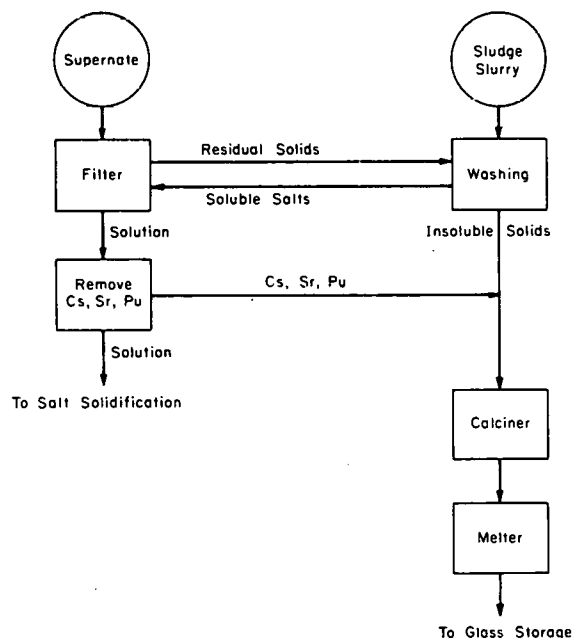 Supernate
Sludge
Slurry
Residual Solids
Filter
Washing
Soluble Salts
Solution
Insoluble Solids
Remove
Cs, Sr, Pu
Cs, Sr, Pu
Solution
To Salt Solidification
Calciner
Melter
To Glass Storage